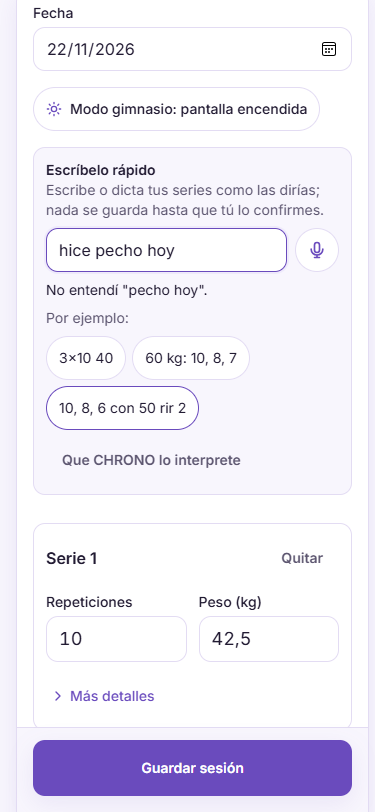 Fecha
22/11/2026
Modo gimnasio: pantalla encendida
Escríbelo rápido
Escribe o dicta tus series como las dirías;
nada se guarda hasta que tú lo confirmes.
hice pecho hoy
No entendí "pecho hoy".
Por ejemplo:
3×10 40
60 kg: 10, 8, 7
10, 8, 6 con 50 rir 2
Que CHRONO lo interprete
Serie 1
Quitar
Repeticiones
Peso (kg)
10
42,5
Más detalles
Guardar sesión